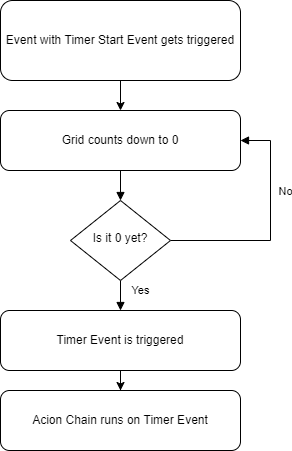 Event with Timer Start Event gets triggered
Grid counts down to 0
Is it 0 yet?
No
Yes
Timer Event is triggered
Acion Chain runs on Timer Event